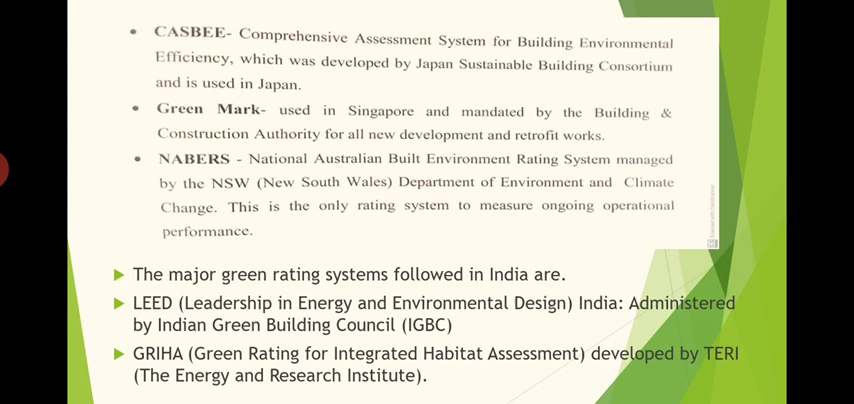 • CASBEE- Comprehensive Assessment System for Building Environmental
Efficiency, which was developed by Japan Sustainable Building Consortium
and is used in Japan.
• Green Mark- used in Singapore and mandated by the Building &
Construction Authority for all new development and retrofit works.
• NABERS - National Australian Built Environment Rating System managed
by the NSW (New South Wales) Department of Environment and Climate
Change. This is the only rating system to measure ongoing operational
performance.
The major green rating systems followed in India are.
LEED (Leadership in Energy and Environmental Design) India: Administered
by Indian Green Building Council (IGBC)
GRIHA (Green Rating for Integrated Habitat Assessment) developed by TERI
(The Energy and Research Institute).